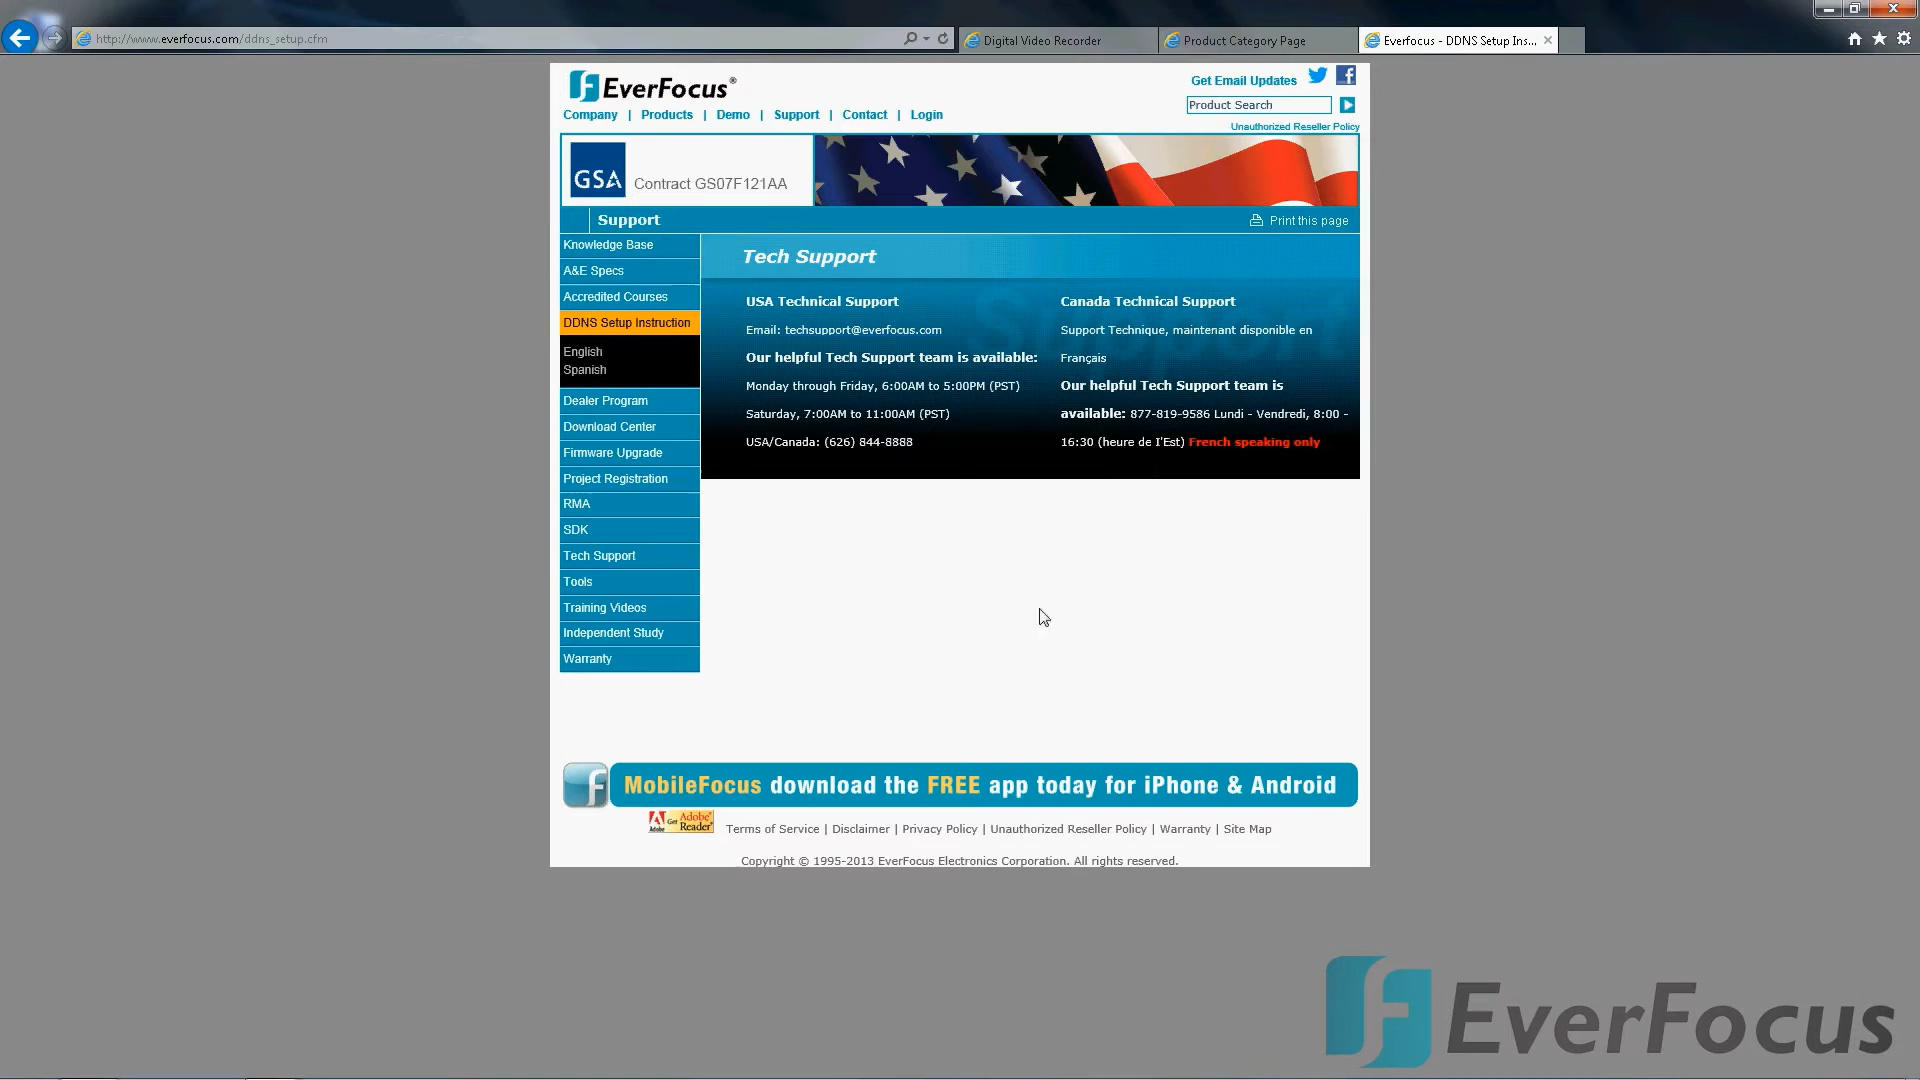 http://www.everfocus.com/ddns_setup.cfm
Digital Video Recorder
Product Category Page
Everfocus - DDNS Setup Ins...
EverFocus®
Get Email Updates
Product Search
Company | Products | Demo | Support | Contact | Login
Unauthorized Reseller Policy
GSA Contract GS07F121AA
Support
Print this page
Knowledge Base
A&E Specs
Accredited Courses
DDNS Setup Instruction
English
Spanish
Dealer Program
Download Center
Firmware Upgrade
Project Registration
RMA
SDK
Tech Support
Tools
Training Videos
Independent Study
Warranty
Tech Support
Support
USA Technical Support
Email: techsupport@everfocus.com
Our helpful Tech Support team is available:
Monday through Friday, 6:00AM to 5:00PM (PST)
Saturday, 7:00AM to 11:00AM (PST)
USA/Canada: (626) 844-8888
Canada Technical Support
Support Technique, maintenant disponible en
Français
Our helpful Tech Support team is
available: 877-819-9586 Lundi - Vendredi, 8:00 -
16:30 (heure de I'Est) French speaking only
MobileFocus download the FREE app today for iPhone & Android
Adobe Get Adobe® Reader®
Terms of Service | Disclaimer | Privacy Policy | Unauthorized Reseller Policy | Warranty | Site Map
Copyright © 1995-2013 EverFocus Electronics Corporation. All rights reserved.
EverFocus